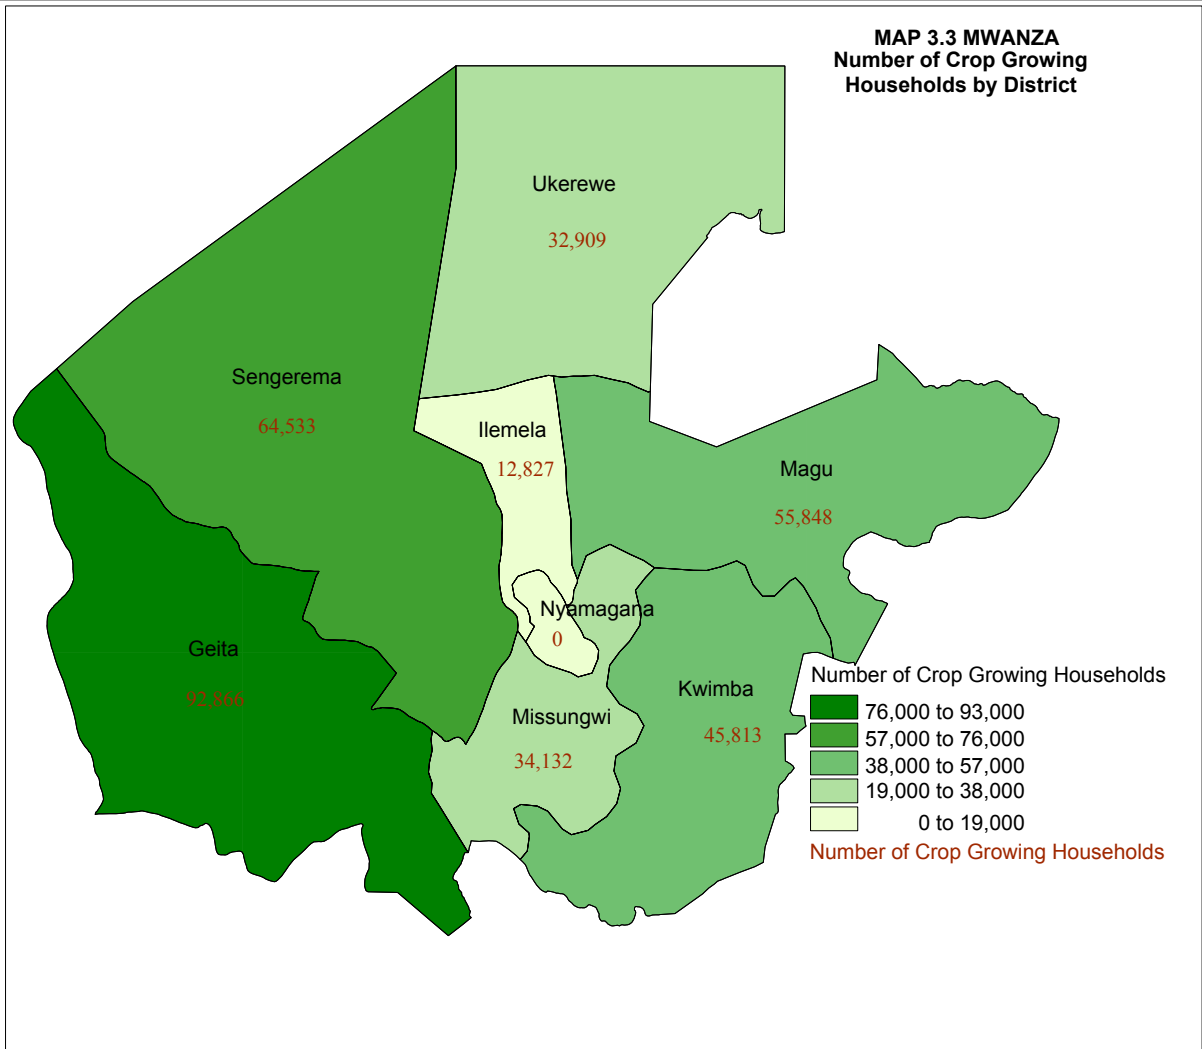 MAP 3.3 MWANZA
Number of Crop Growing
Households by District
Ukerewe
32,909
Sengerema
64,533
Ilemela
12,827
Magu
55,848
Nyamagana
0
Geita
92,866
Kwimba
45,813
Missungwi
34,132
Number of Crop Growing Households
76,000 to 93,000
57,000 to 76,000
38,000 to 57,000
19,000 to 38,000
0 to 19,000
Number of Crop Growing Households